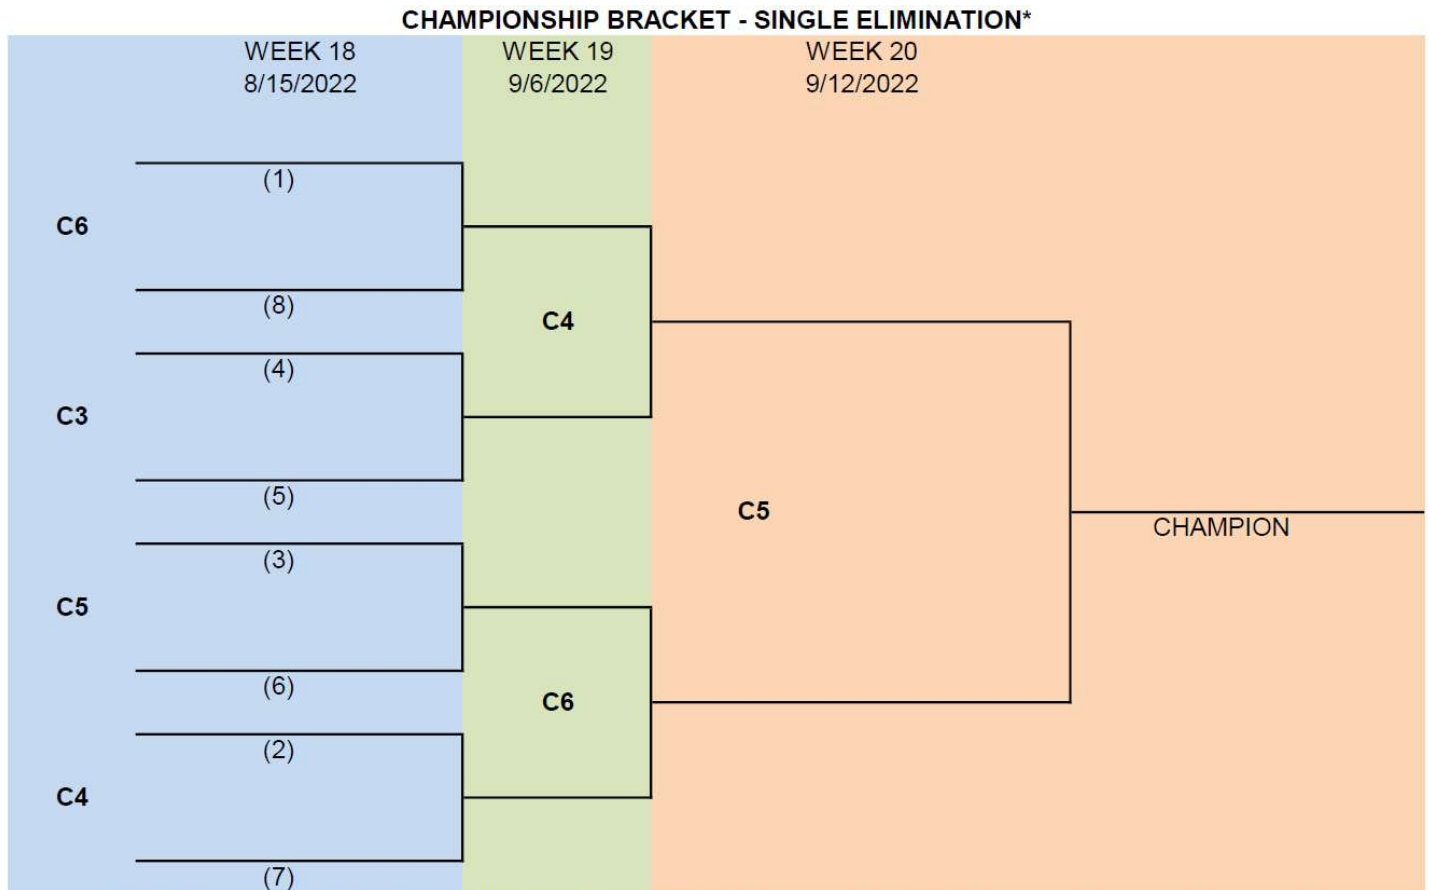 CHAMPIONSHIP BRACKET - SINGLE ELIMINATION*
WEEK 18
8/15/2022
WEEK 19
9/6/2022
WEEK 20
9/12/2022
(1)
C6
(8)
C4
(4)
C3
(5)
C5
CHAMPION
(3)
C5
(6)
C6
(2)
C4
(7)